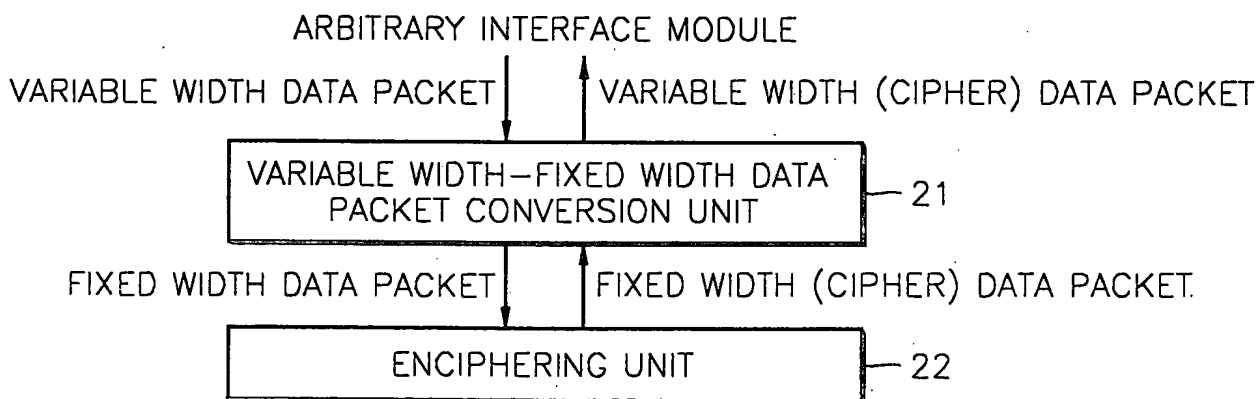 ARBITRARY INTERFACE MODULE
VARIABLE WIDTH DATA PACKET
VARIABLE WIDTH (CIPHER) DATA PACKET
VARIABLE WIDTH-FIXED WIDTH DATA
PACKET CONVERSION UNIT
21
FIXED WIDTH DATA PACKET
FIXED WIDTH (CIPHER) DATA PACKET.
ENCIPHERING UNIT
22